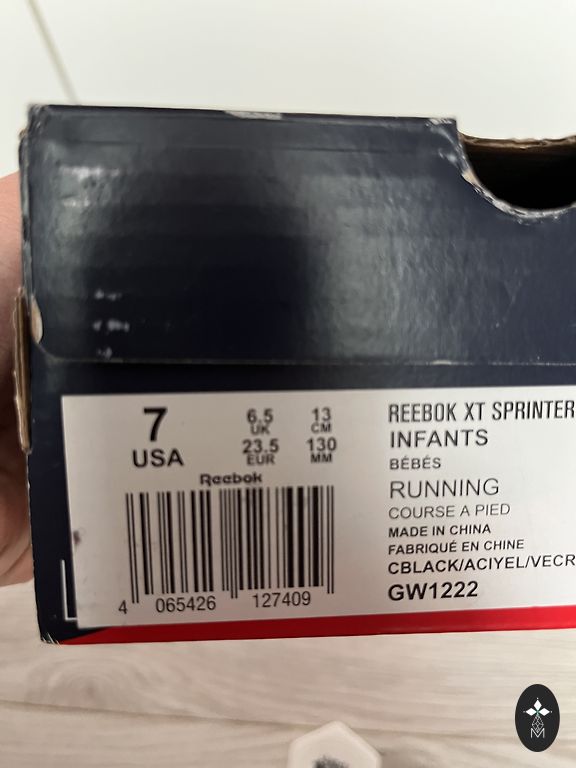 7
USA
6.5
UK
23.5
EUR
13
CM
130
MM
Reebok
4 065426 127409
REEBOK XT SPRINTER
INFANTS
BÉBÉS
RUNNING
COURSE A PIED
MADE IN CHINA
FABRIQUÉ EN CHINE
CBLACK/ACIYEL/VECR
GW1222
M